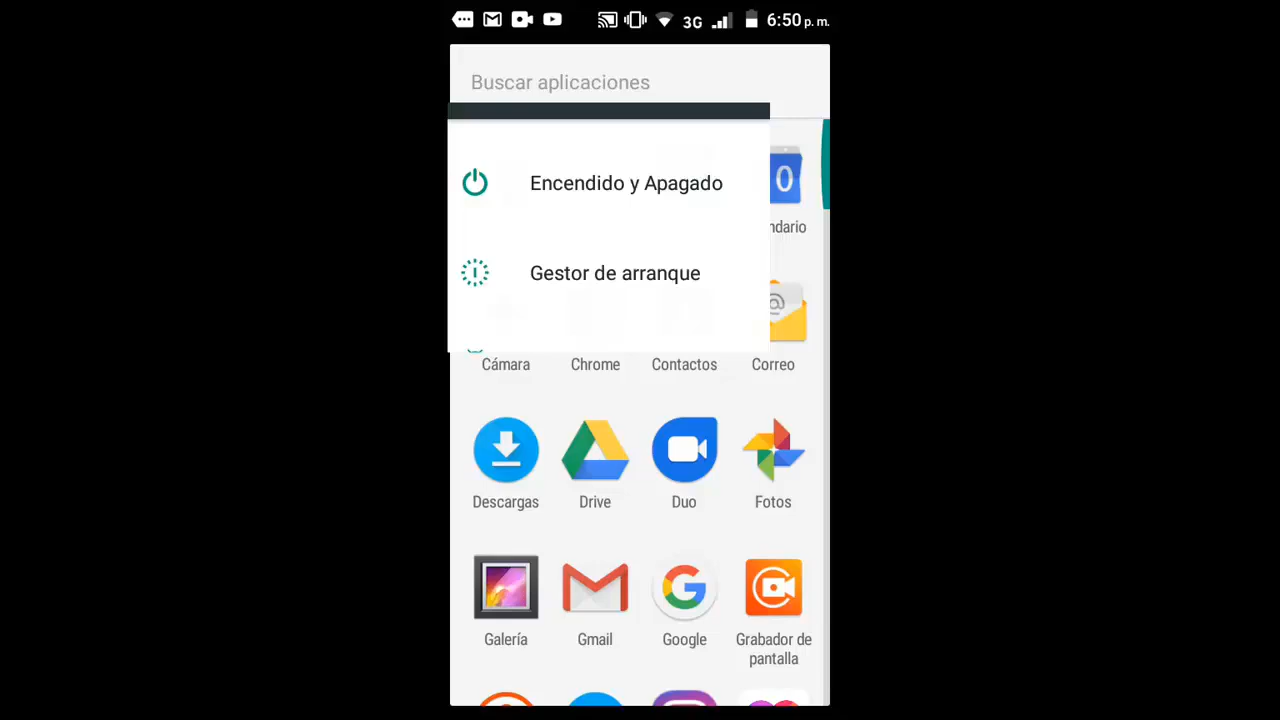 3G 6:50 p. m.
Buscar aplicaciones
Encendido y Apagado
0
ndario
Gestor de arranque
@
Cámara Chrome Contactos Correo
Descargas Drive Duo Fotos
Galería Gmail Google Grabador de
pantalla